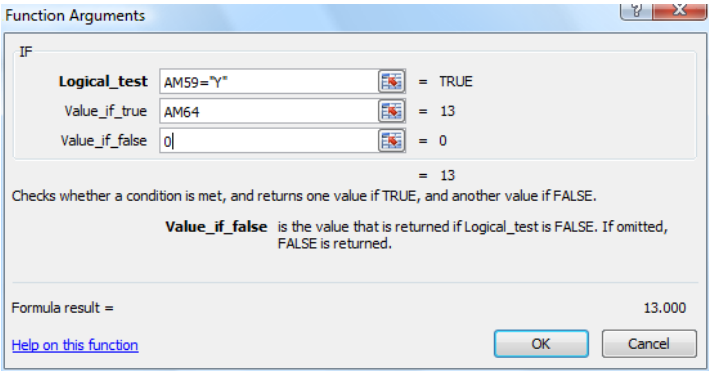 Function Arguments
IF
Logical_test AM59="Y" = TRUE
Value_if_true AM64 = 13
Value_if_false 0 = 0
= 13
Checks whether a condition is met, and returns one value if TRUE, and another value if FALSE.
Value_if_false is the value that is returned if Logical_test is FALSE. If omitted,
FALSE is returned.
Formula result = 13.000
Help on this function OK Cancel